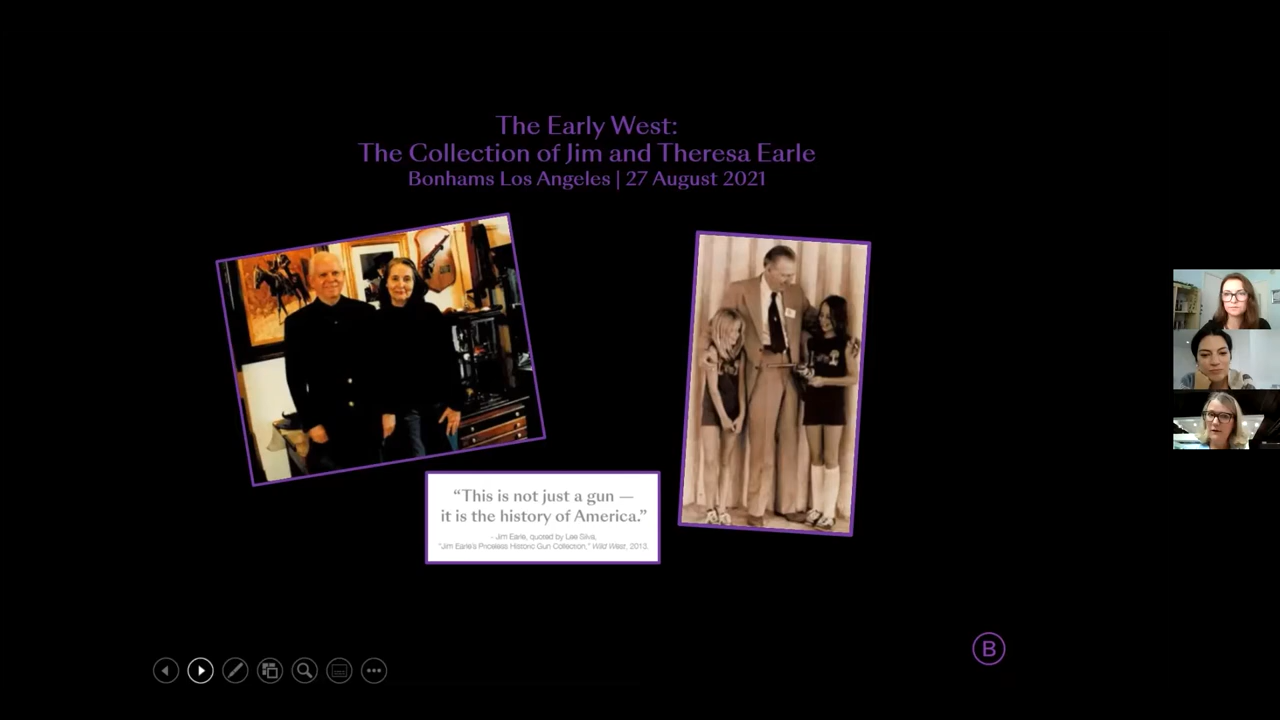 The Early West:
The Collection of Jim and Theresa Earle
Bonhams Los Angeles | 27 August 2021
“This is not just a gun —
it is the history of America.”
- Jim Earle, quoted by Lee Silva,
"Jim Earle's Priceless Historic Gun Collection," Wild West, 2013.
B